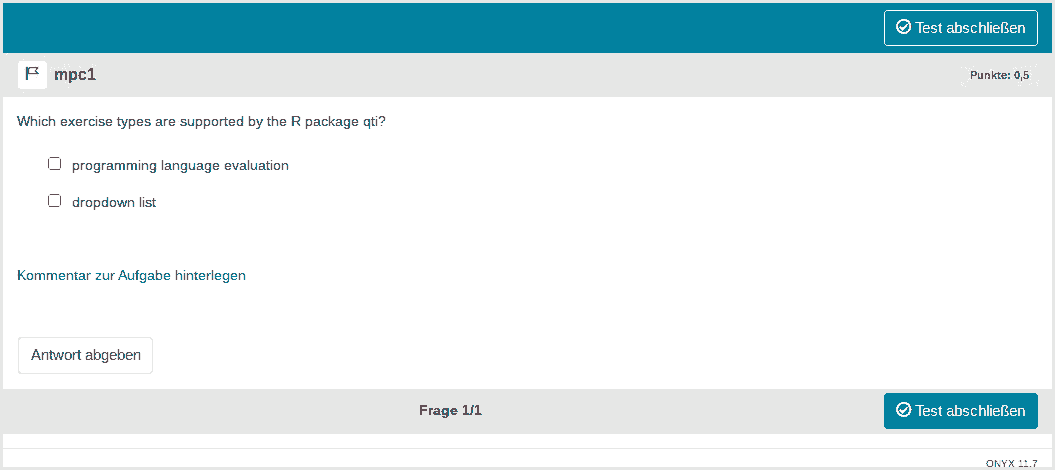 Test abschließen
mpc1
Punkte: 0,5
Which exercise types are supported by the R package qti?
programming language evaluation
dropdown list
Kommentar zur Aufgabe hinterlegen
Antwort abgeben
Frage 1/1
Test abschließen
ONYX 11.7